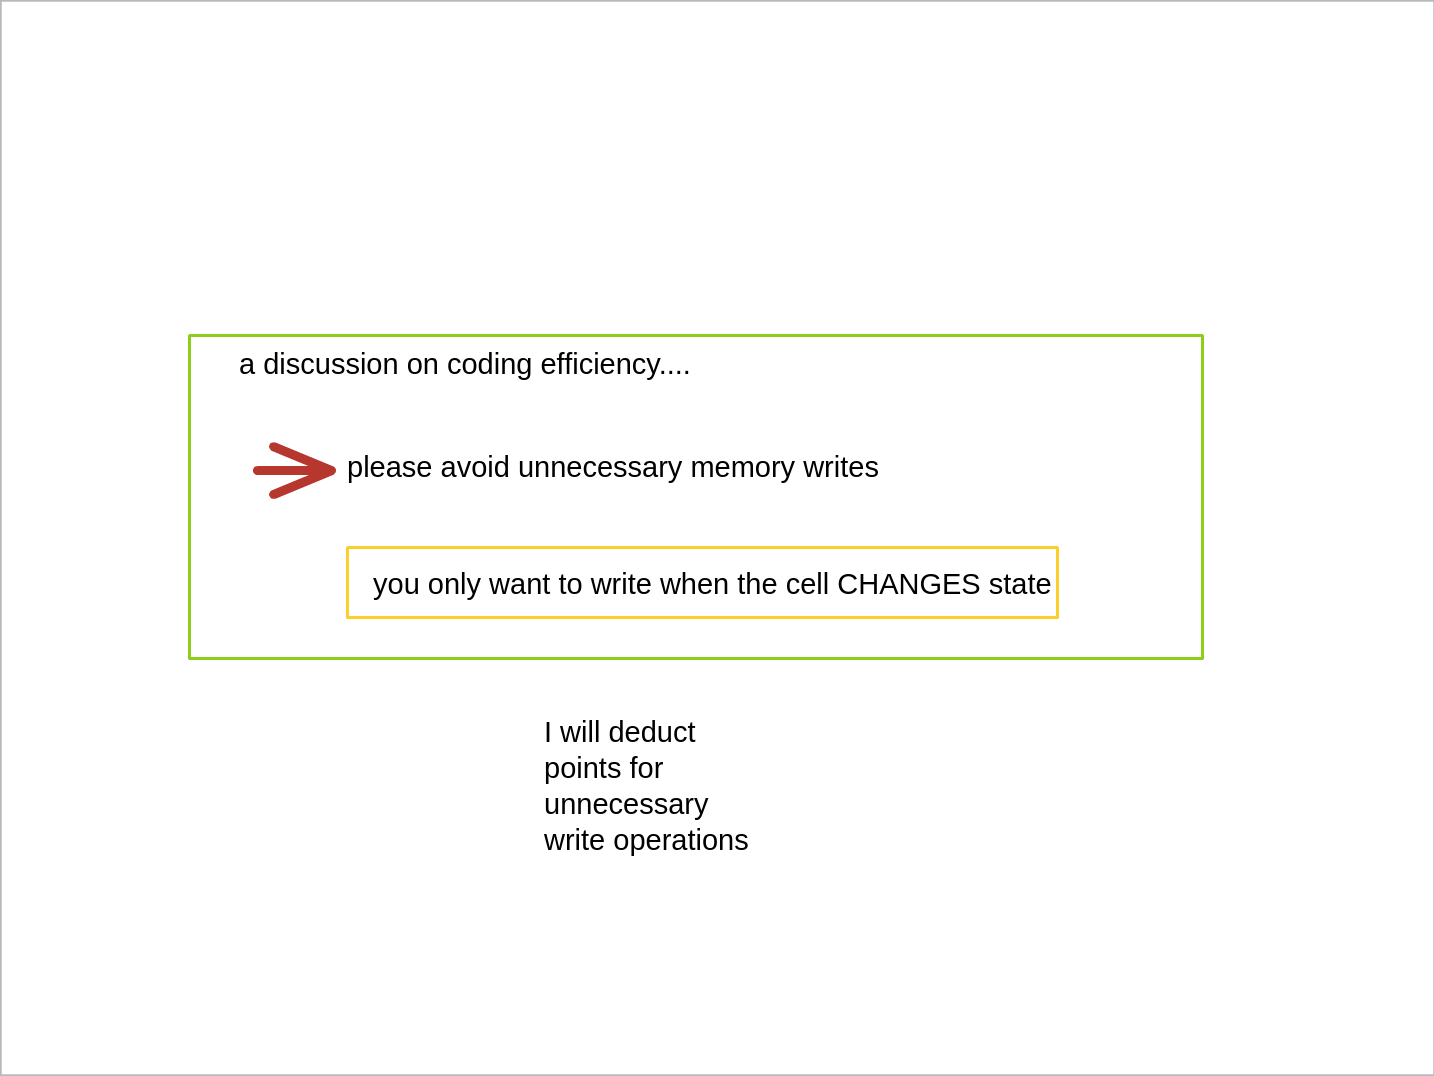 a discussion on coding efficiency....
please avoid unnecessary memory writes
you only want to write when the cell CHANGES state
I will deduct
points for
unnecessary
write operations